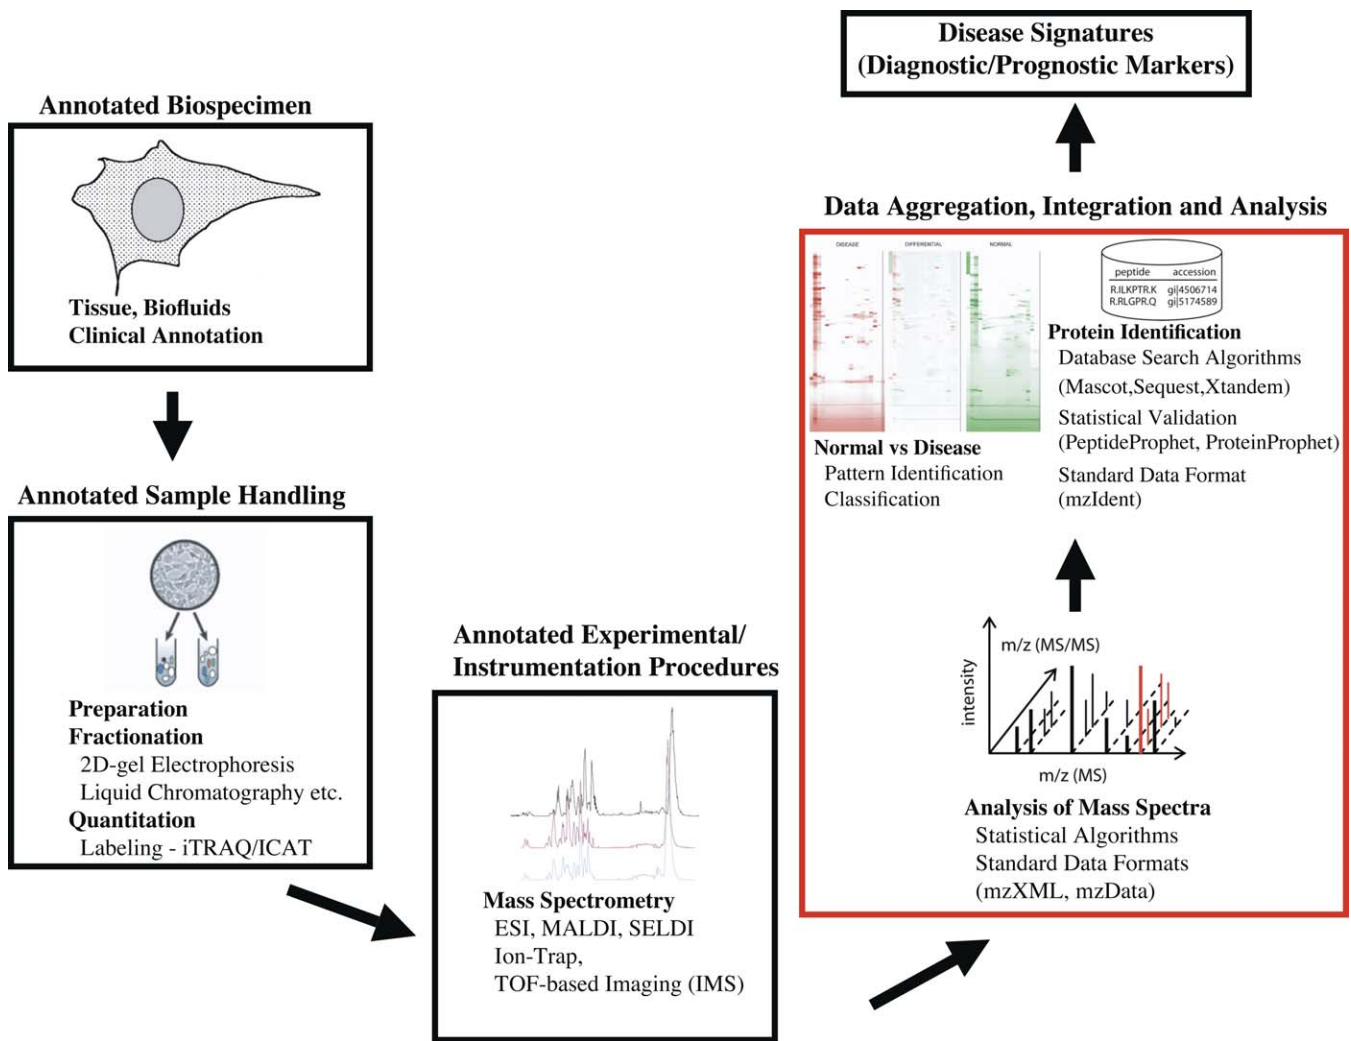 Annotated Biospecimen
Tissue, Biofluids
Clinical Annotation
Annotated Sample Handling
Preparation
Fractionation
2D-gel Electrophoresis
Liquid Chromatography etc.
Quantitation
Labeling - iTRAQ/ICAT
Annotated Experimental/
Instrumentation Procedures
Mass Spectrometry
ESI, MALDI, SELDI
Ion-Trap,
TOF-based Imaging (IMS)
Disease Signatures
(Diagnostic/Prognostic Markers)
Data Aggregation, Integration and Analysis
DISEASE DIFFERENTIAL NORMAL
Normal vs Disease
Pattern Identification
Classification
peptide accession
R.ILKPTR.K gi|4506714
R.RLGPR.Q gi|5174589
Protein Identification
Database Search Algorithms
(Mascot,Sequest,Xtandem)
Statistical Validation
(PeptideProphet, ProteinProphet)
Standard Data Format
(mzIdent)
intensity
m/z (MS/MS)
m/z (MS)
Analysis of Mass Spectra
Statistical Algorithms
Standard Data Formats
(mzXML, mzData)